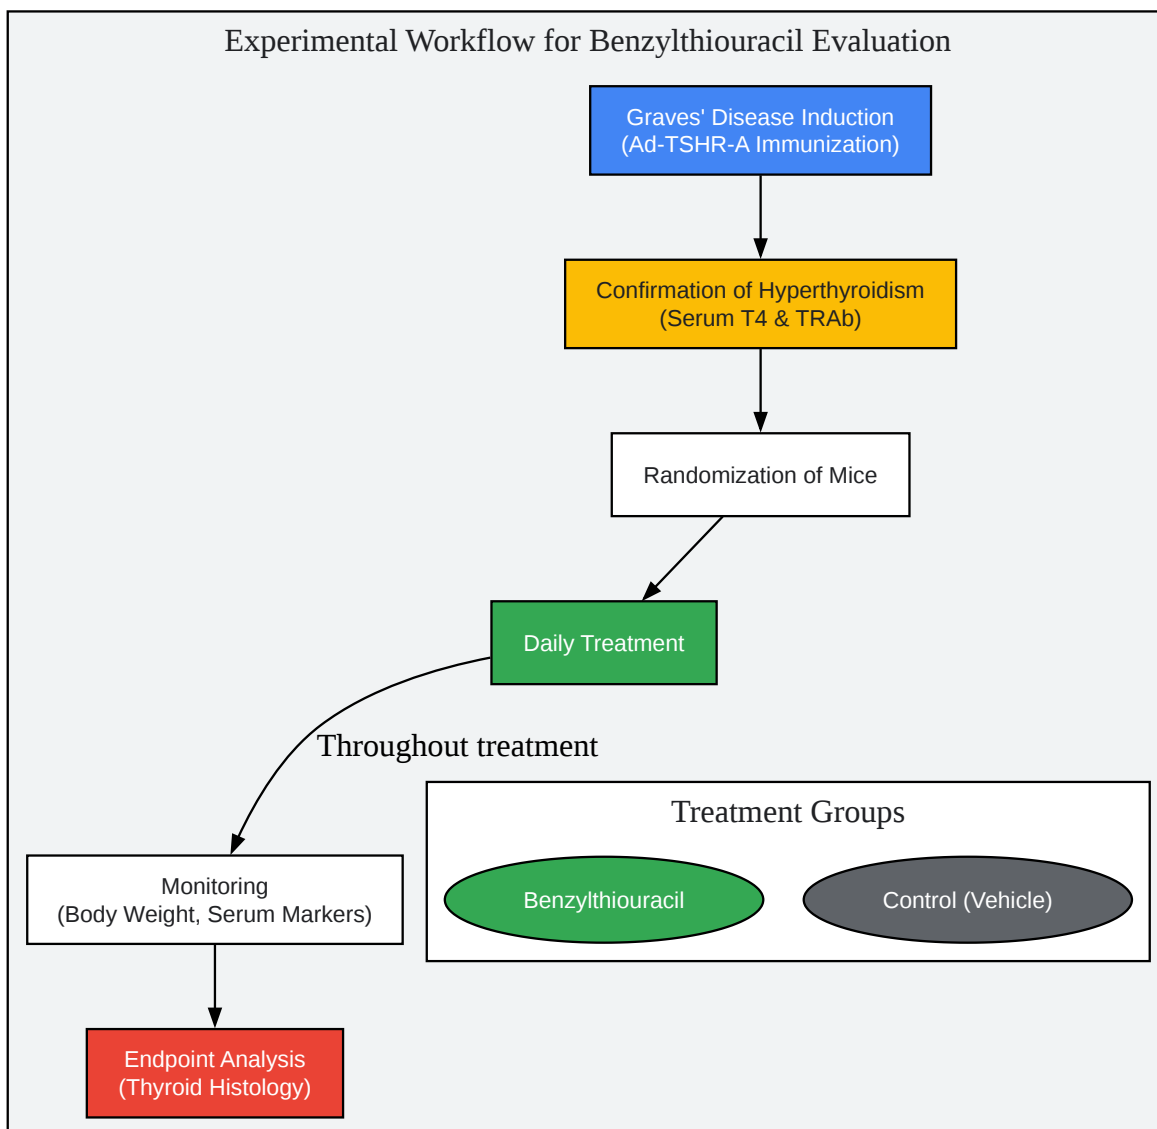 Experimental Workflow for Benzylthiouracil Evaluation
Graves' Disease Induction
(Ad-TSHR-A Immunization)
Confirmation of Hyperthyroidism
(Serum T4 & TRAb)
Randomization of Mice
Daily Treatment
Throughout treatment
Treatment Groups
Benzylthiouracil
Control (Vehicle)
Monitoring
(Body Weight, Serum Markers)
Endpoint Analysis
(Thyroid Histology)